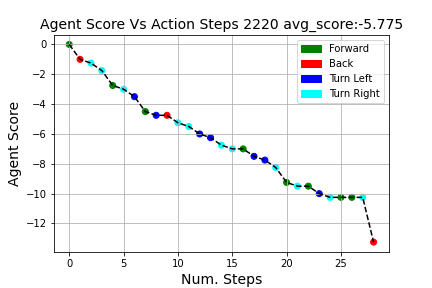 Agent Score Vs Action Steps 2220 avg_score:-5.775
0
−2
−4
−6
−8
−10
−12
Agent Score
Forward
Back
Turn Left
Turn Right
0 5 10 15 20 25
Num. Steps